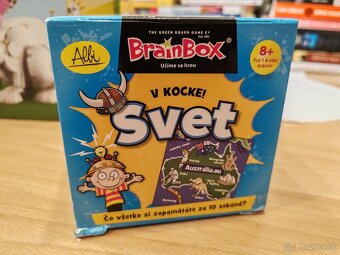 THE GREEN BOARD GAME Cº
Albi
BrainBox
Učíme sa hrou
8+
Pre 1 a viac
hráčov
V KOCKE!
Svet
Austrálieou
Čo všetko si zapamätáte za 10 sekúnd?